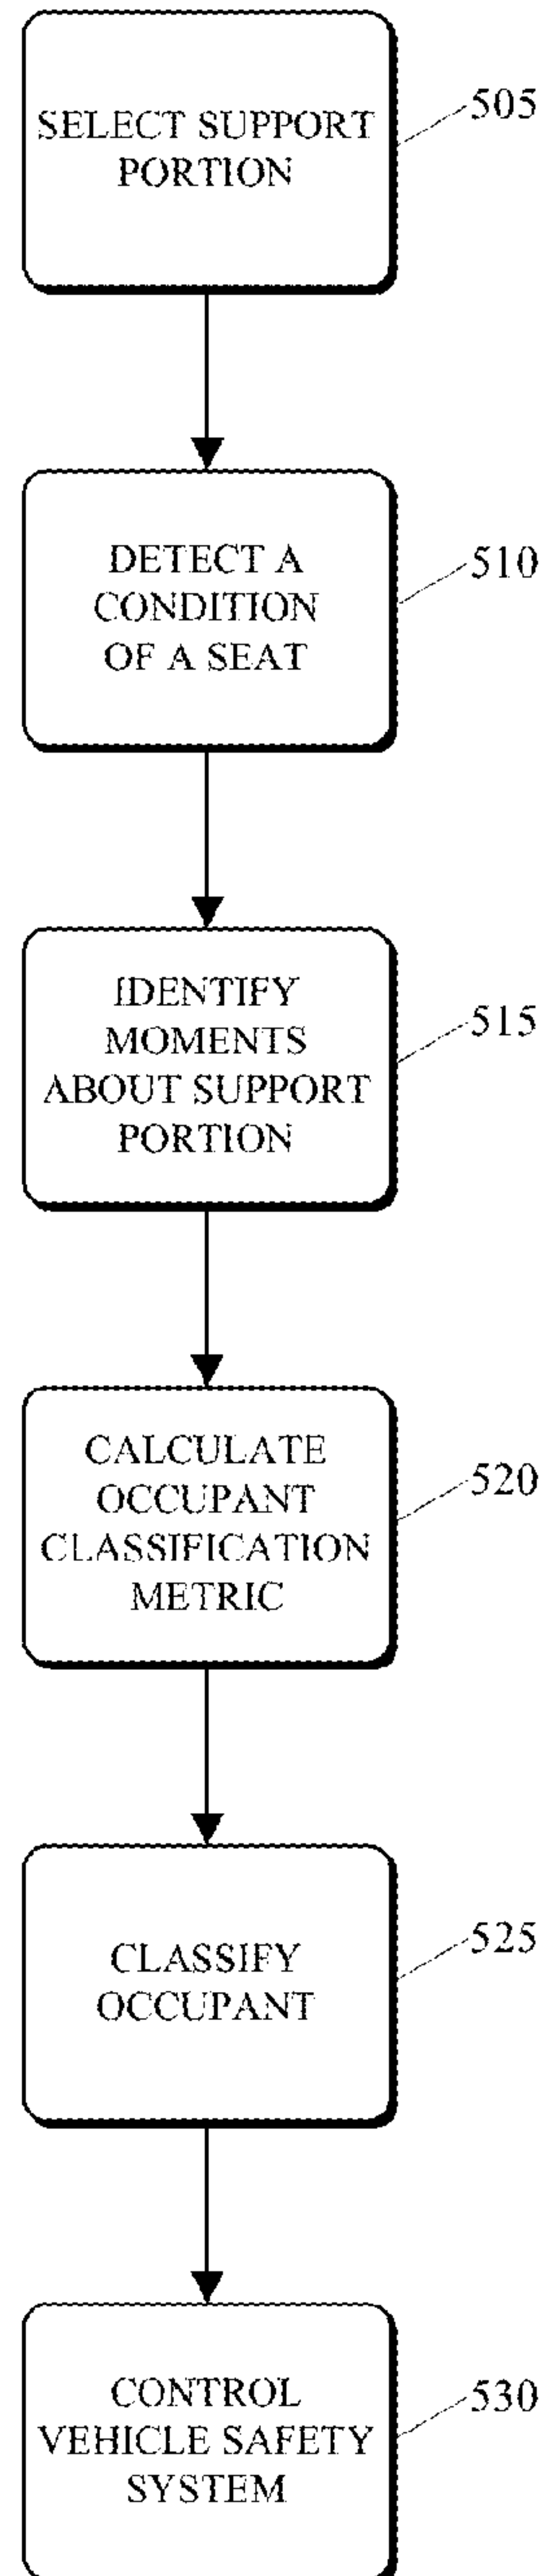 SELECT SUPPORT
PORTION
505
DETECT A
CONDITION
OF A SEAT
510
IDENTIFY
MOMENTS
ABOUT SUPPORT
PORTION
515
CALCULATE
OCCUPANT
CLASSIFICATION
METRIC
520
CLASSIFY
OCCUPANT
525
CONTROL
VEHICLE SAFETY
SYSTEM
530